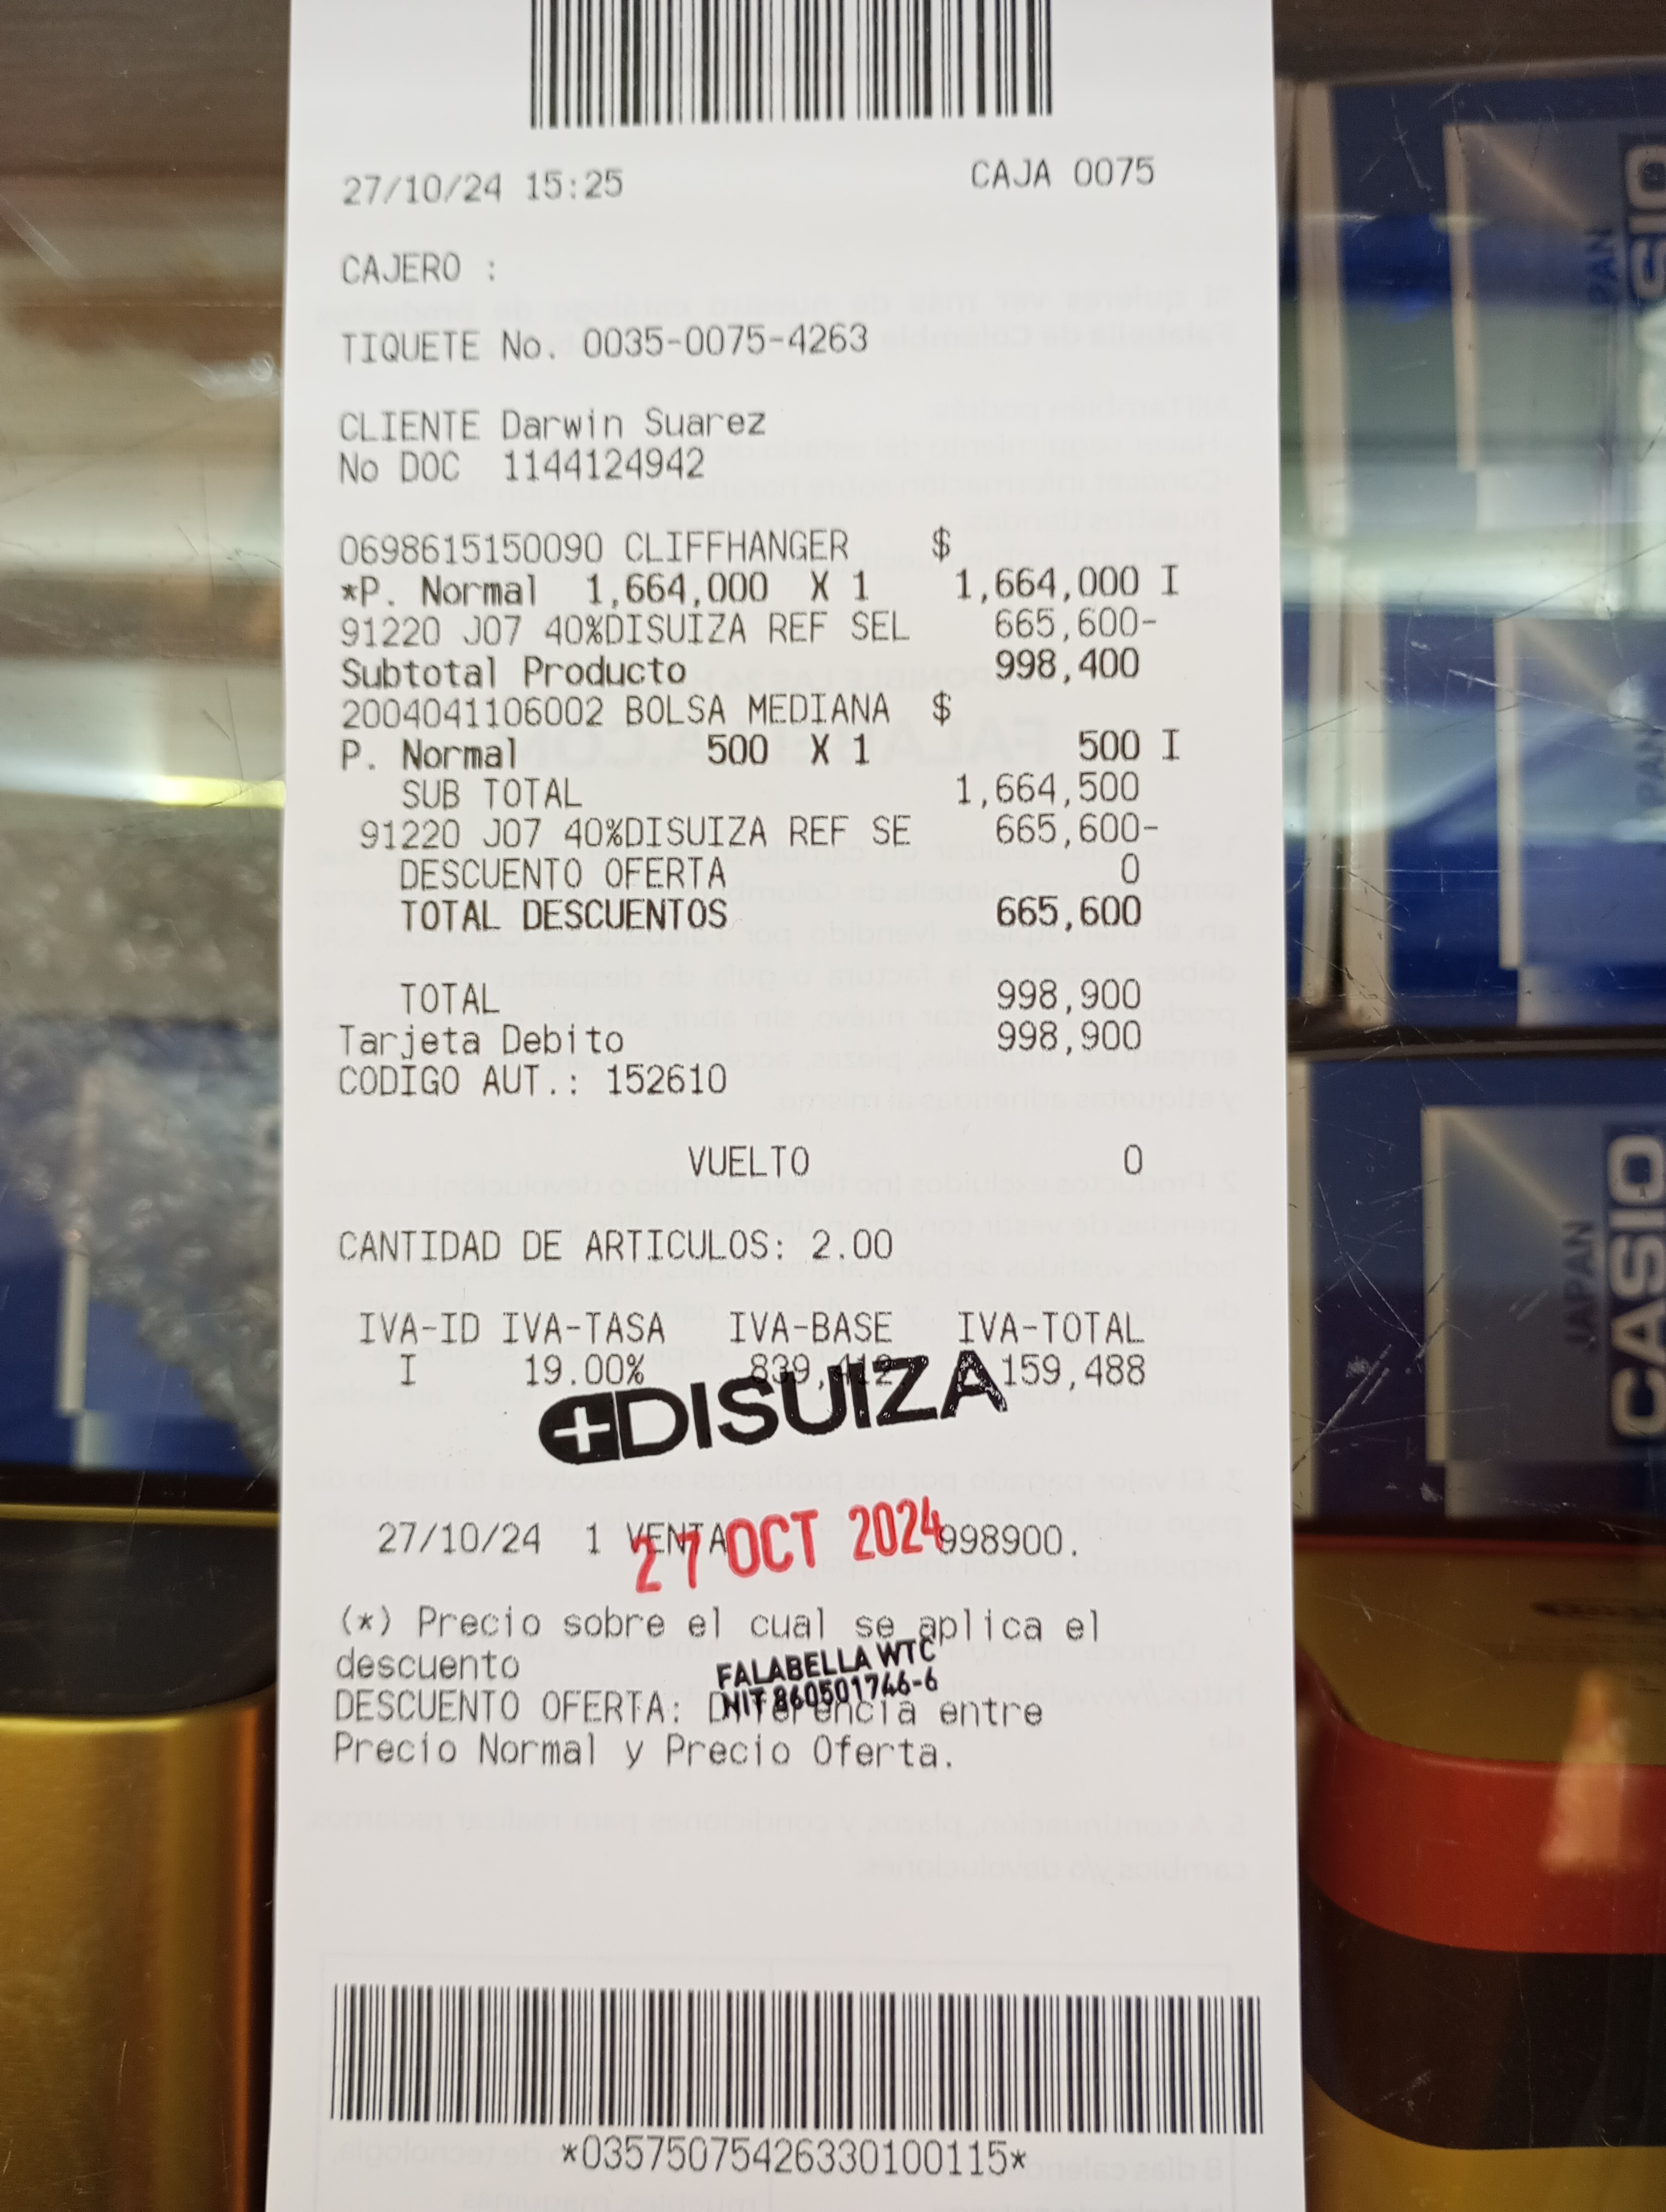 27/10/24 15:25 CAJA 0075
CAJERO :
TIQUETE No. 0035-0075-4263
CLIENTE Darwin Suarez
No DOC 1144124942
0698615150090 CLIFFHANGER $
*P. Normal 1,664,000 X 1 1,664,000 I
91220 J07 40%DISUIZA REF SEL 665,600-
Subtotal Producto 998,400
2004041106002 BOLSA MEDIANA $
P. Normal 500 X 1 500 I
SUB TOTAL 1,664,500
91220 J07 40%DISUIZA REF SE 665,600-
DESCUENTO OFERTA 0
TOTAL DESCUENTOS 665,600
TOTAL 998,900
Tarjeta Debito 998,900
CODIGO AUT.: 152610
VUELTO 0
CANTIDAD DE ARTICULOS: 2.00
IVA-ID IVA-TASA IVA-BASE IVA-TOTAL
I 19.00% 839,412 159,488
DISUIZA
27/10/24 1 VENTA 998900.
27 OCT 2024
(*) Precio sobre el cual se aplica el
descuento
FALABELLA WTC
NIT 860501746-6
DESCUENTO OFERTA: Diferencia entre
Precio Normal y Precio Oferta.
*03575075426330100115*
JAPAN
CASIO